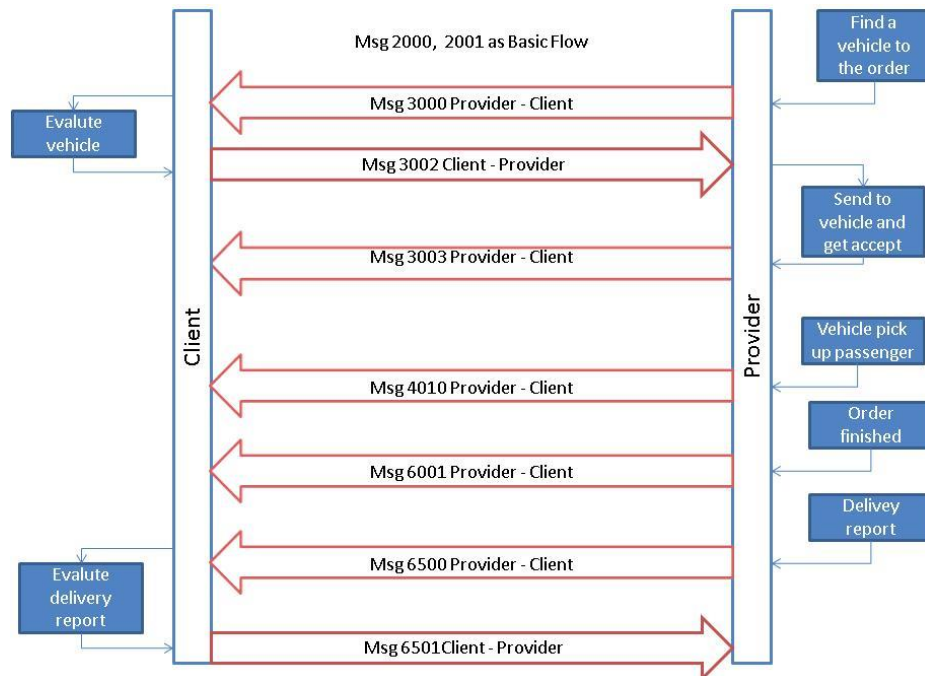 Msg 2000, 2001 as Basic Flow
Find a
vehicle to
the order
Msg 3000 Provider - Client
Evalute
vehicle
Msg 3002 Client - Provider
Send to
vehicle and
get accept
Msg 3003 Provider - Client
Client
Provider
Vehicle pick
up passenger
Msg 4010 Provider - Client
Order
finished
Msg 6001 Provider - Client
Delivey
report
Msg 6500 Provider - Client
Evalute
delivery
report
Msg 6501Client - Provider